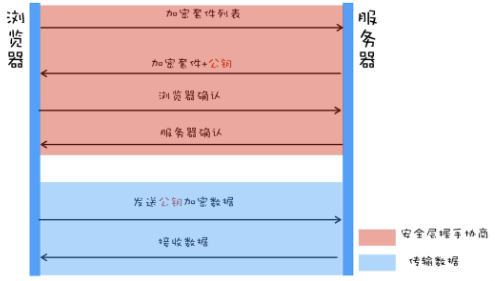 浏览器
服务器
加密套件列表
加密套件+公钥
浏览器确认
服务器确认
发送公钥加密数据
接收数据
安全层握手协商
传输数据